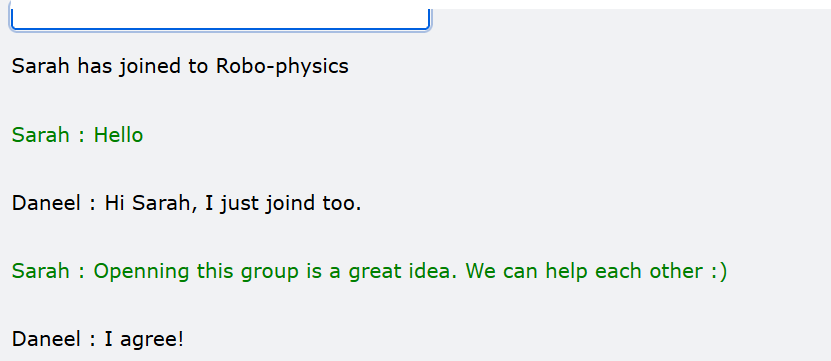 Sarah has joined to Robo-physics
Sarah : Hello
Daneel : Hi Sarah, I just joind too.
Sarah : Openning this group is a great idea. We can help each other :)
Daneel : I agree!